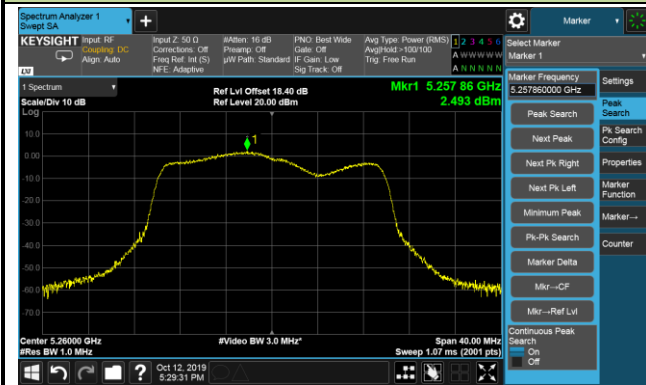 Spectrum Analyzer 1
Swept SA
Marker
KEYSIGHT
Input: RF
Coupling: DC
Align: Auto
Input Z: 50 Ω
Corrections: Off
Freq Ref: Int (S)
NFE: Adaptive
#Atten: 16 dB
Preamp: Off
µW Path: Standard
PNO: Best Wide
Gate: Off
IF Gain: Low
Sig Track: Off
Avg Type: Power (RMS)
Avg|Hold:>100/100
Trig: Free Run
1 2 3 4 5 6
A W W W W W
A N N N N N
Select Marker
Marker 1
LXI
1 Spectrum
Scale/Div 10 dB
Log
Ref Lvl Offset 18.40 dB
Ref Level 20.00 dBm
Mkr1 5.257 86 GHz
2.493 dBm
1
10.0
0.00
-10.0
-20.0
-30.0
-40.0
-50.0
-60.0
-70.0
Center 5.26000 GHz
#Res BW 1.0 MHz
#Video BW 3.0 MHz*
Span 40.00 MHz
Sweep 1.07 ms (2001 pts)
Marker Frequency
5.257860000 GHz
Peak Search
Next Peak
Next Pk Right
Next Pk Left
Minimum Peak
Pk-Pk Search
Marker Delta
Mkr→CF
Mkr→Ref Lvl
Continuous Peak
Search
On
Off
Settings
Peak
Search
Pk Search
Config
Properties
Marker
Function
Marker→
Counter
Oct 12, 2019
5:29:31 PM